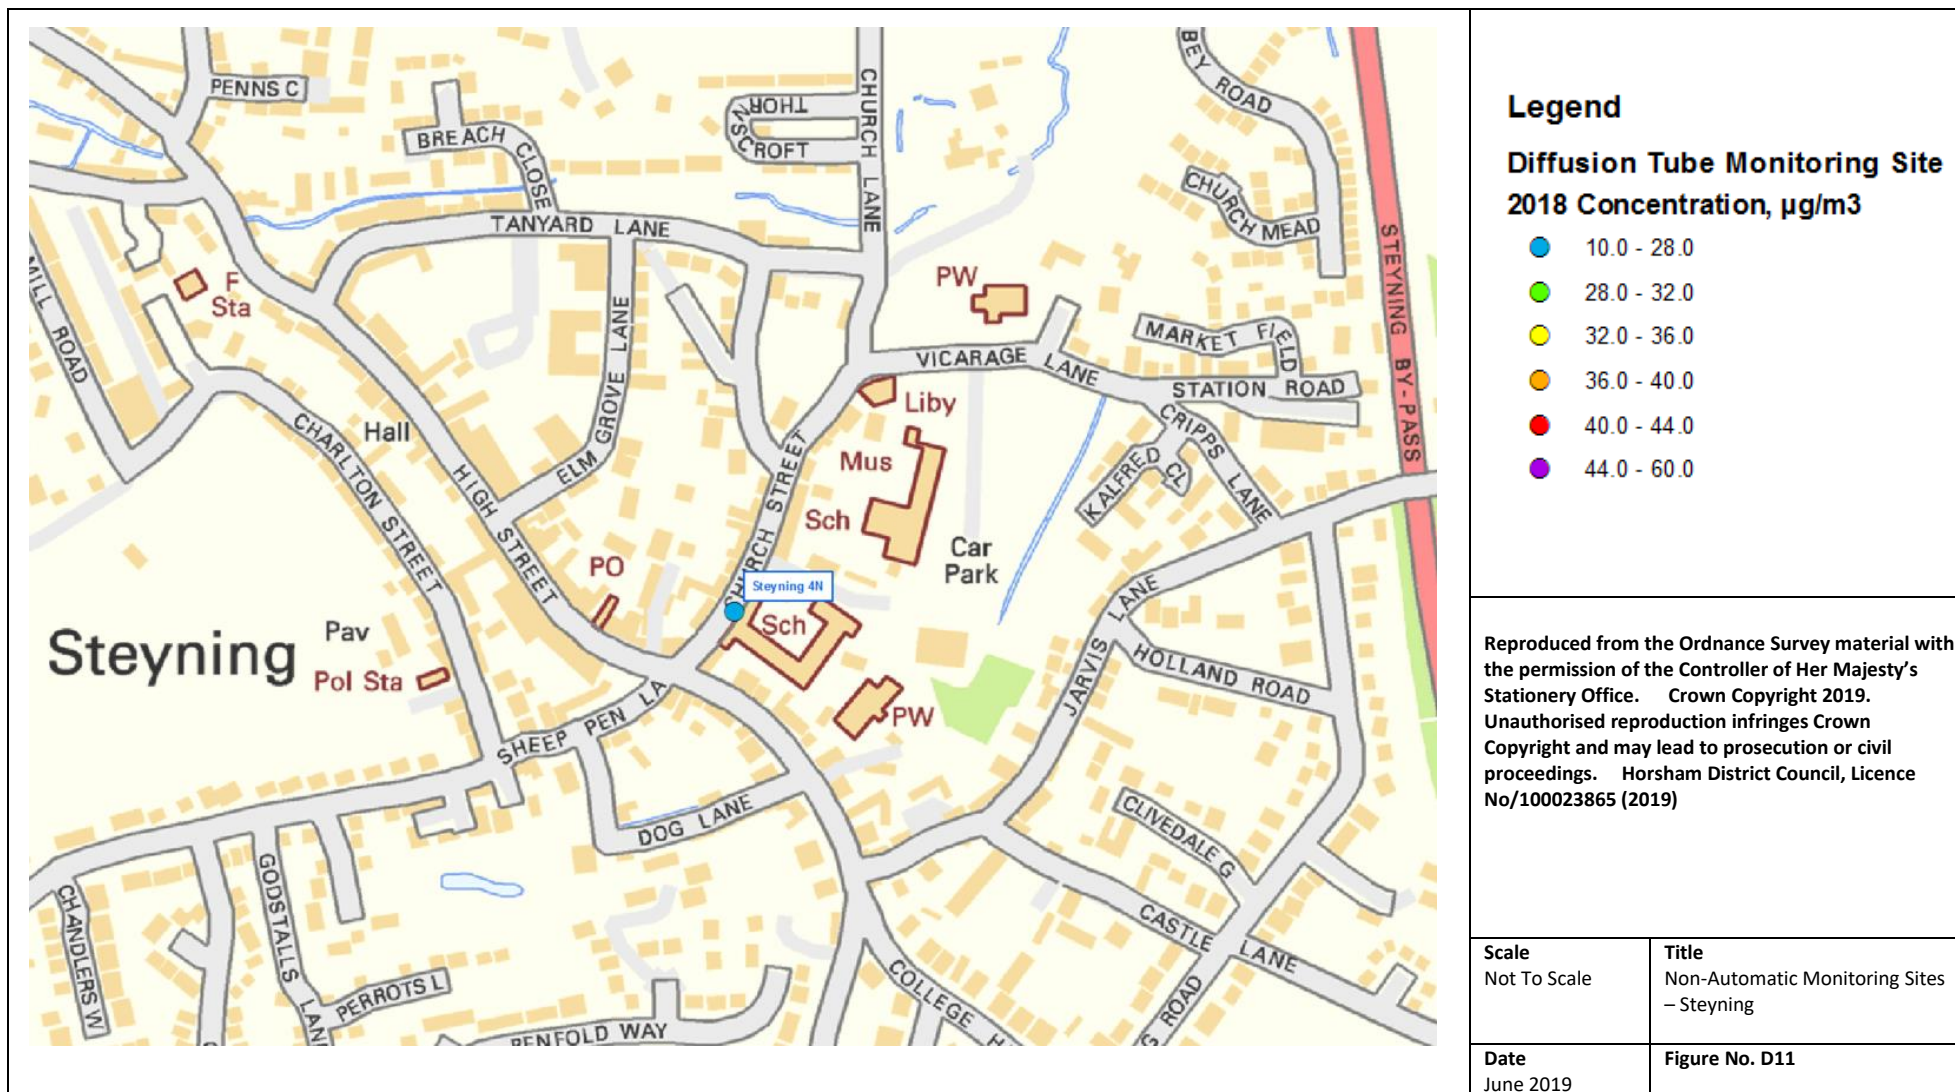 PENNS C
BREACH CLOSE
THORNSCROFT
CHURCH LANE
BEY ROAD
CHURCH MEAD
TANYARD LANE
STEYNING BY-PASS
MILL ROAD
F
Sta
PW
MARKET FIELD
VICARAGE LANE
STATION ROAD
ELM GROVE LANE
Liby
CRIPPS LANE
Hall
CHARLTON STREET
HIGH STREET
Mus
KALFRED CL
Sch
CHURCH STREET
Car
Park
PO
Steyning 4N
Sch
Steyning
Pav
Pol Sta
JARVIS LANE
HOLLAND ROAD
PW
SHEEP PEN LA
DOG LANE
CLIVEDALE G
GODSTALLS LANE
CHANDLERS W
CASTLE LANE
PERROTS L
PENFOLD WAY
COLLEGE H
G ROAD
Legend
Diffusion Tube Monitoring Site
2018 Concentration, µg/m3
10.0 - 28.0
28.0 - 32.0
32.0 - 36.0
36.0 - 40.0
40.0 - 44.0
44.0 - 60.0
Reproduced from the Ordnance Survey material with
the permission of the Controller of Her Majesty’s
Stationery Office. Crown Copyright 2019.
Unauthorised reproduction infringes Crown
Copyright and may lead to prosecution or civil
proceedings. Horsham District Council, Licence
No/100023865 (2019)
Scale
Not To Scale
Title
Non-Automatic Monitoring Sites
– Steyning
Date
June 2019
Figure No. D11